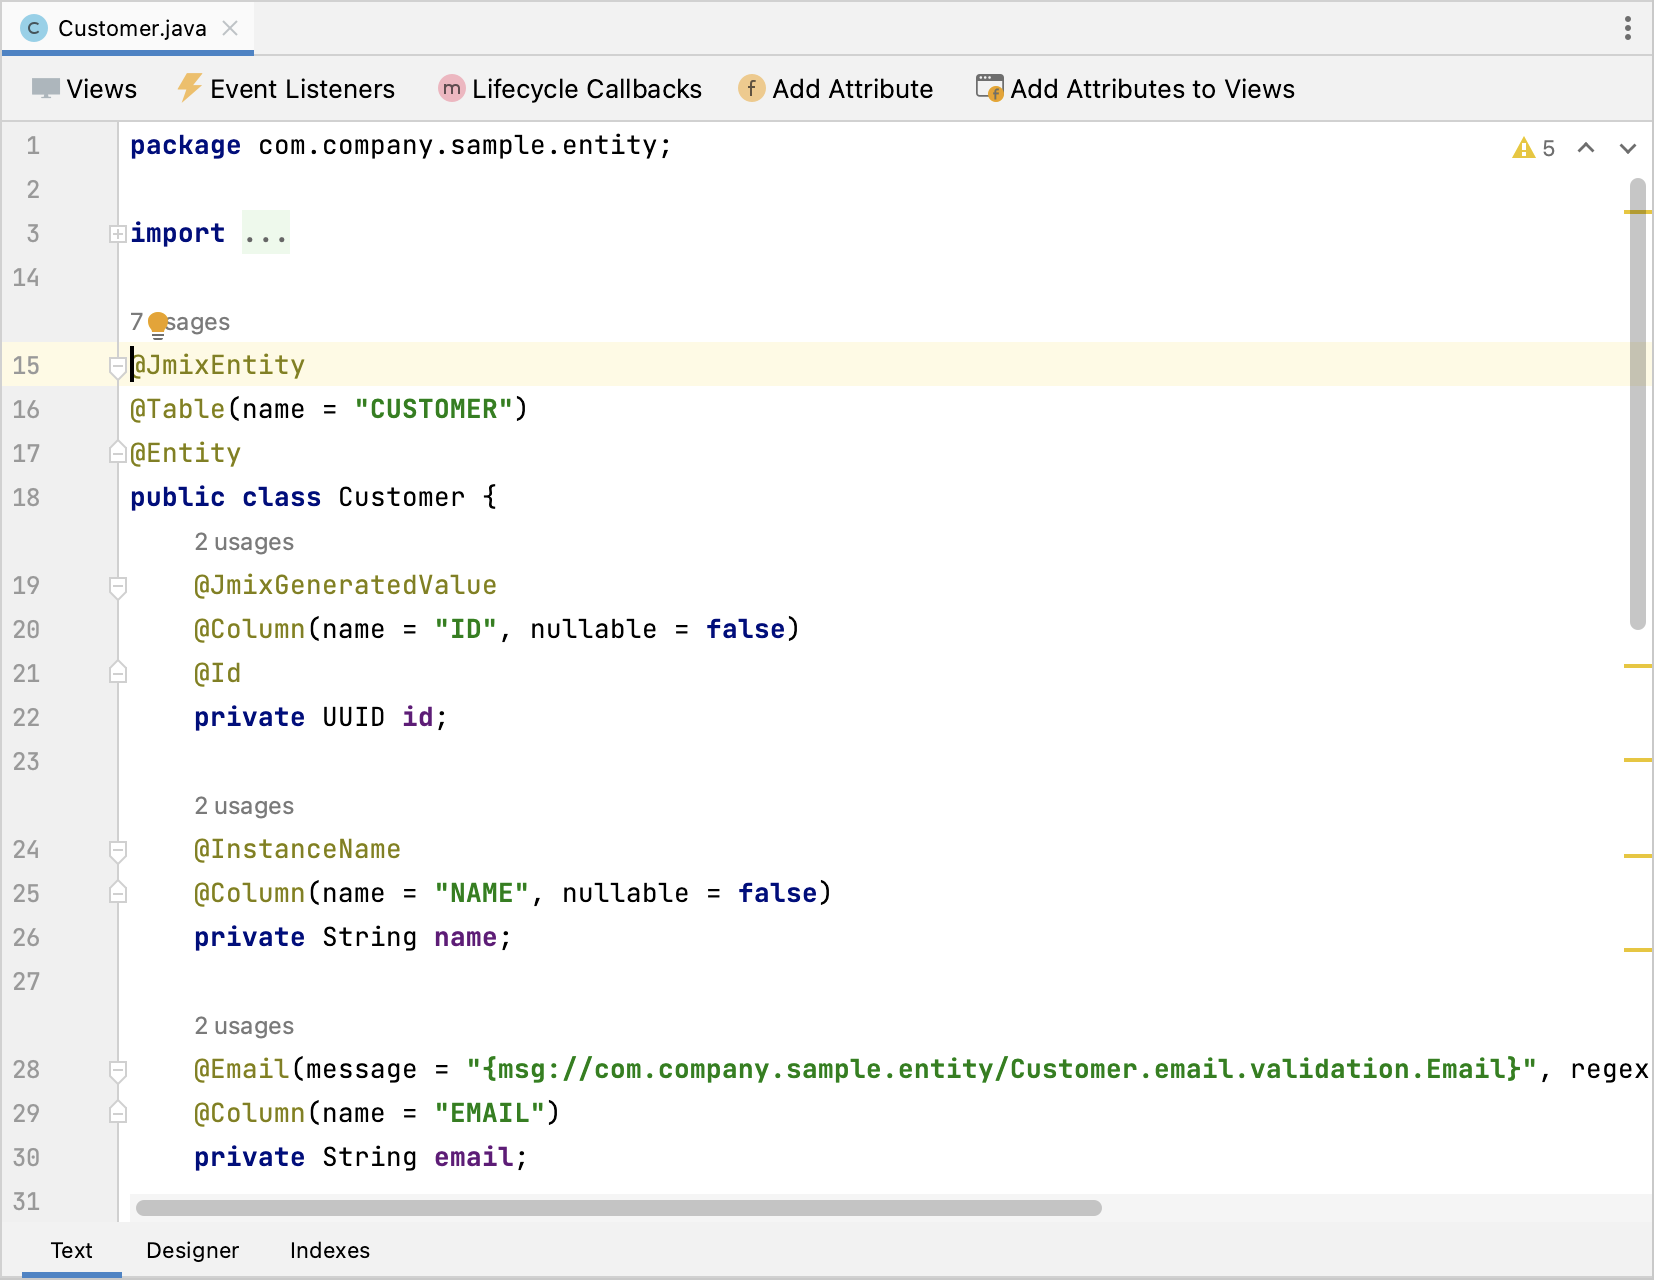 C Customer.java
Views Event Listeners m Lifecycle Callbacks f Add Attribute f Add Attributes to Views
1 package com.company.sample.entity; 5
2
3 import ...
14
7 sages
15 @JmixEntity
16 @Table(name = "CUSTOMER")
17 @Entity
18 public class Customer {
2 usages
19 @JmixGeneratedValue
20 @Column(name = "ID", nullable = false)
21 @Id
22 private UUID id;
23
2 usages
24 @InstanceName
25 @Column(name = "NAME", nullable = false)
26 private String name;
27
2 usages
28 @Email(message = "{msg://com.company.sample.entity/Customer.email.validation.Email}", regex
29 @Column(name = "EMAIL")
30 private String email;
31
Text Designer Indexes